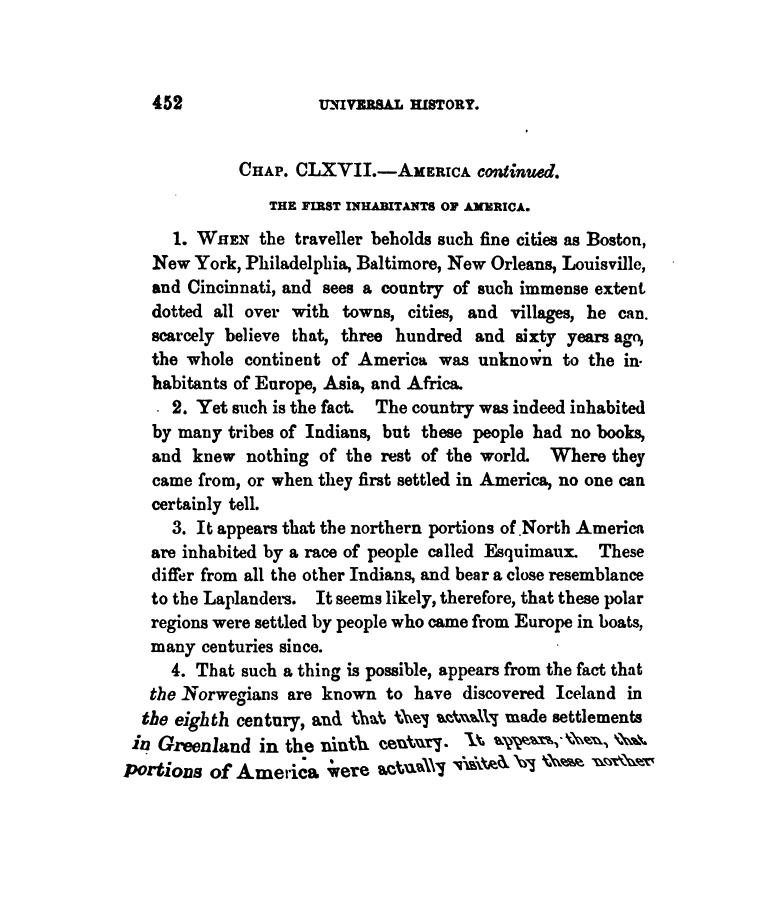 452 UNIVERSAL HISTORY.
CHAP. CLXVII.—AMERICA continued.
THE FIRST INHABITANTS OF AMERICA.
1. WHEN the traveller beholds such fine cities as Boston,
New York, Philadelphia, Baltimore, New Orleans, Louisville,
and Cincinnati, and sees a country of such immense extent
dotted all over with towns, cities, and villages, he can
scarcely believe that, three hundred and sixty years ago,
the whole continent of America was unknown to the in-
habitants of Europe, Asia, and Africa.
2. Yet such is the fact. The country was indeed inhabited
by many tribes of Indians, but these people had no books,
and knew nothing of the rest of the world. Where they
came from, or when they first settled in America, no one can
certainly tell.
3. It appears that the northern portions of North America
are inhabited by a race of people called Esquimaux. These
differ from all the other Indians, and bear a close resemblance
to the Laplanders. It seems likely, therefore, that these polar
regions were settled by people who came from Europe in boats,
many centuries since.
4. That such a thing is possible, appears from the fact that
the Norwegians are known to have discovered Iceland in
the eighth century, and that they actually made settlements
in Greenland in the ninth century. It appears, then, that
portions of America were actually visited by these norther